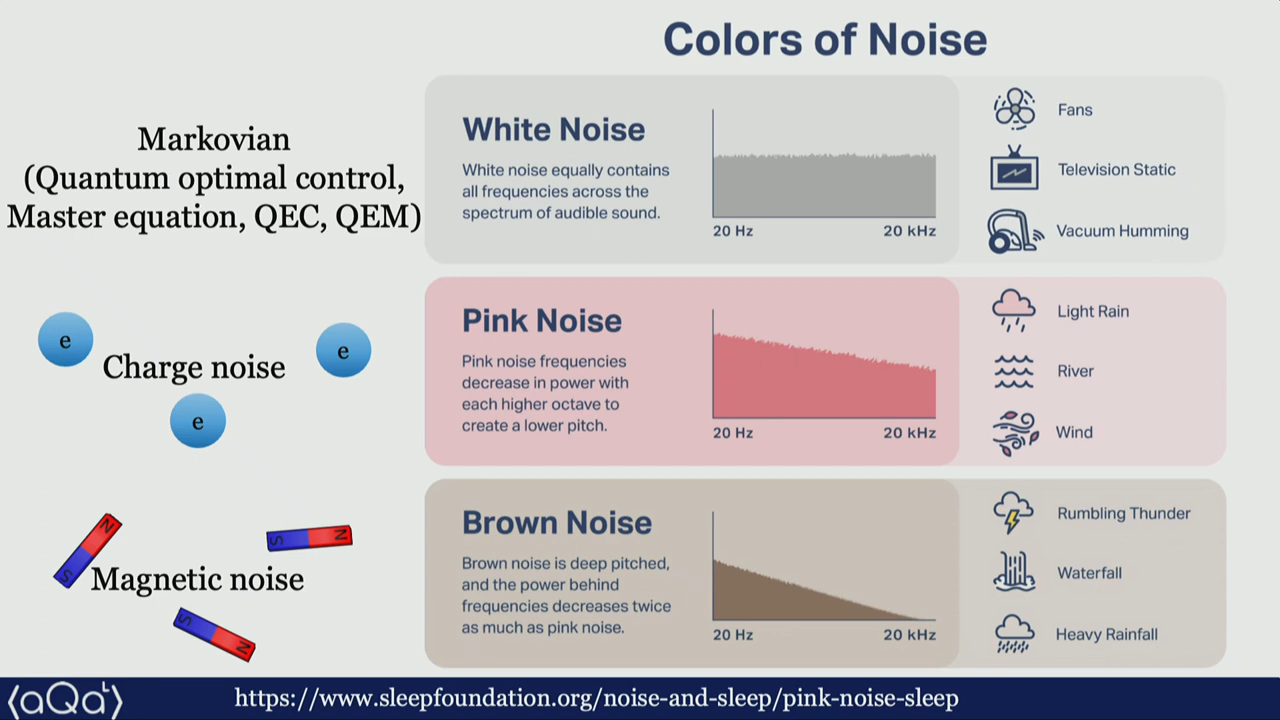 Colors of Noise
Markovian
(Quantum optimal control,
Master equation, QEC, QEM)
White Noise
White noise equally contains
all frequencies across the
spectrum of audible sound.
20 Hz
20 kHz
Fans
Television Static
Vacuum Humming
e
Charge noise
e
e
Pink Noise
Pink noise frequencies
decrease in power with
each higher octave to
create a lower pitch.
20 Hz
20 kHz
Light Rain
River
Wind
N
S
S
N
Magnetic noise
S
N
Brown Noise
Brown noise is deep pitched,
and the power behind
frequencies decreases twice
as much as pink noise.
20 Hz
20 kHz
Rumbling Thunder
Waterfall
Heavy Rainfall
⟨aQaᴸ⟩
https://www.sleepfoundation.org/noise-and-sleep/pink-noise-sleep